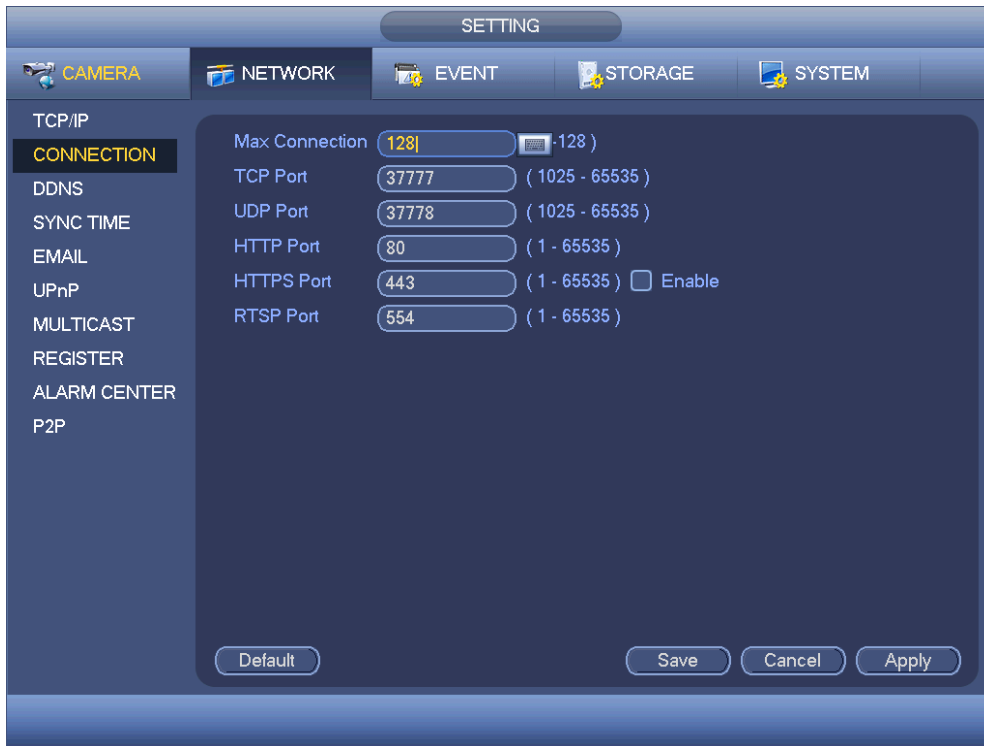 SETTING
CAMERA NETWORK EVENT STORAGE SYSTEM
TCP/IP
CONNECTION
DDNS
SYNC TIME
EMAIL
UPnP
MULTICAST
REGISTER
ALARM CENTER
P2P
Max Connection 128 -128 )
TCP Port 37777 ( 1025 - 65535 )
UDP Port 37778 ( 1025 - 65535 )
HTTP Port 80 ( 1 - 65535 )
HTTPS Port 443 ( 1 - 65535 ) Enable
RTSP Port 554 ( 1 - 65535 )
Default Save Cancel Apply